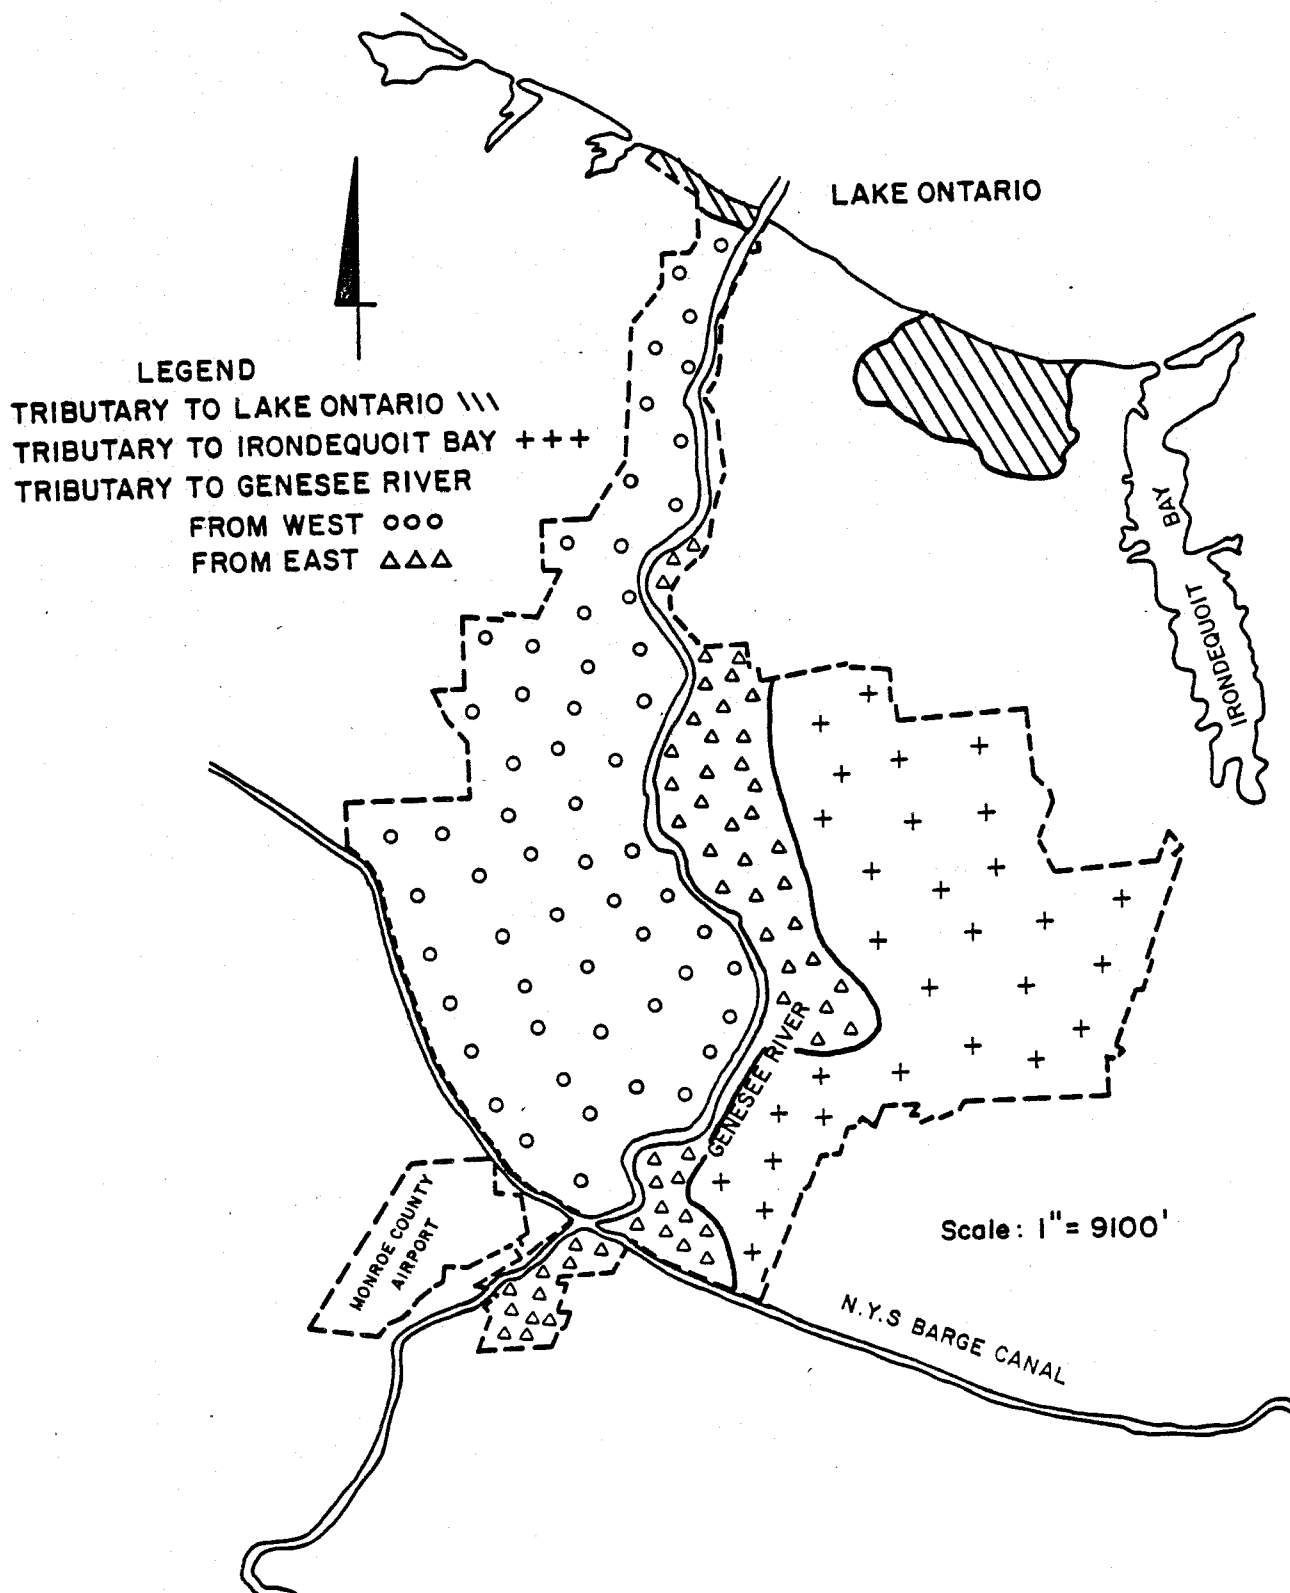 LAKE ONTARIO
LEGEND
TRIBUTARY TO LAKE ONTARIO \\\
TRIBUTARY TO IRONDEQUOIT BAY +++
TRIBUTARY TO GENESEE RIVER
FROM WEST ooo
FROM EAST △△△
IRONDEQUOIT BAY
GENESEE RIVER
MONROE COUNTY
AIRPORT
Scale: 1" = 9100'
N.Y.S BARGE CANAL